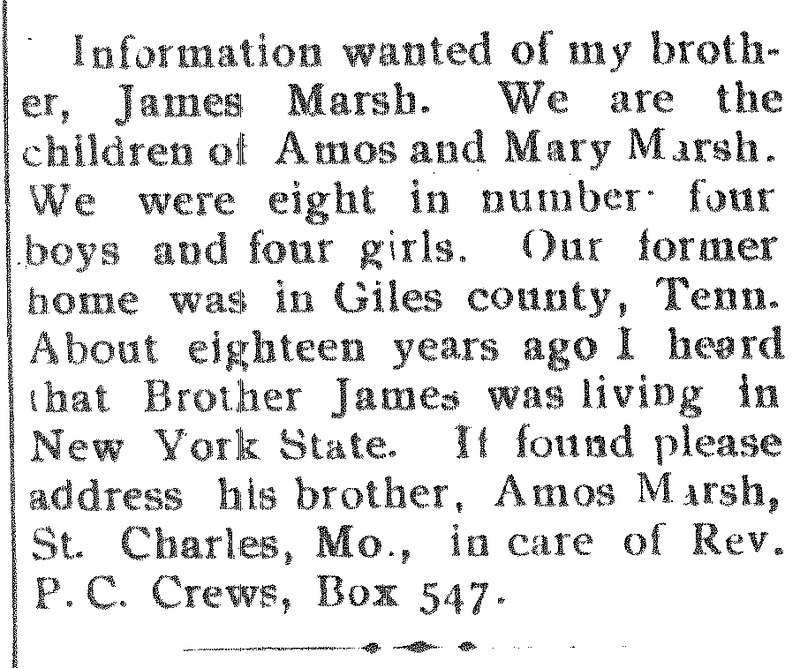 Information wanted of my broth-
er, James Marsh. We are the
children of Amos and Mary Marsh.
We were eight in number four
boys and four girls. Our former
home was in Giles county, Tenn.
About eighteen years ago I heard
that Brother James was living in
New York State. If found please
address his brother, Amos Marsh,
St. Charles, Mo., in care of Rev.
P. C. Crews, Box 547.